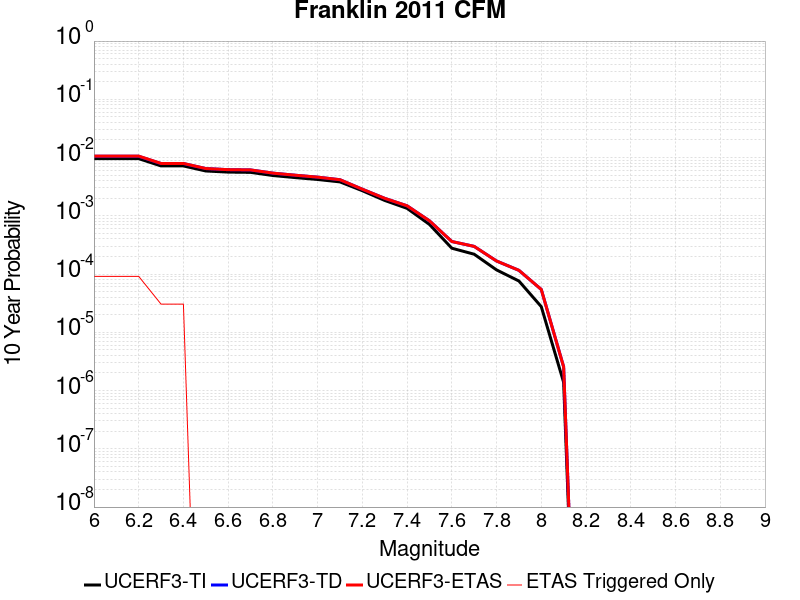 Franklin 2011 CFM
10 Year Probability
10^0
10^-1
10^-2
10^-3
10^-4
10^-5
10^-6
10^-7
10^-8
6 6.2 6.4 6.6 6.8 7 7.2 7.4 7.6 7.8 8 8.2 8.4 8.6 8.8 9
Magnitude
UCERF3-TI UCERF3-TD UCERF3-ETAS ETAS Triggered Only